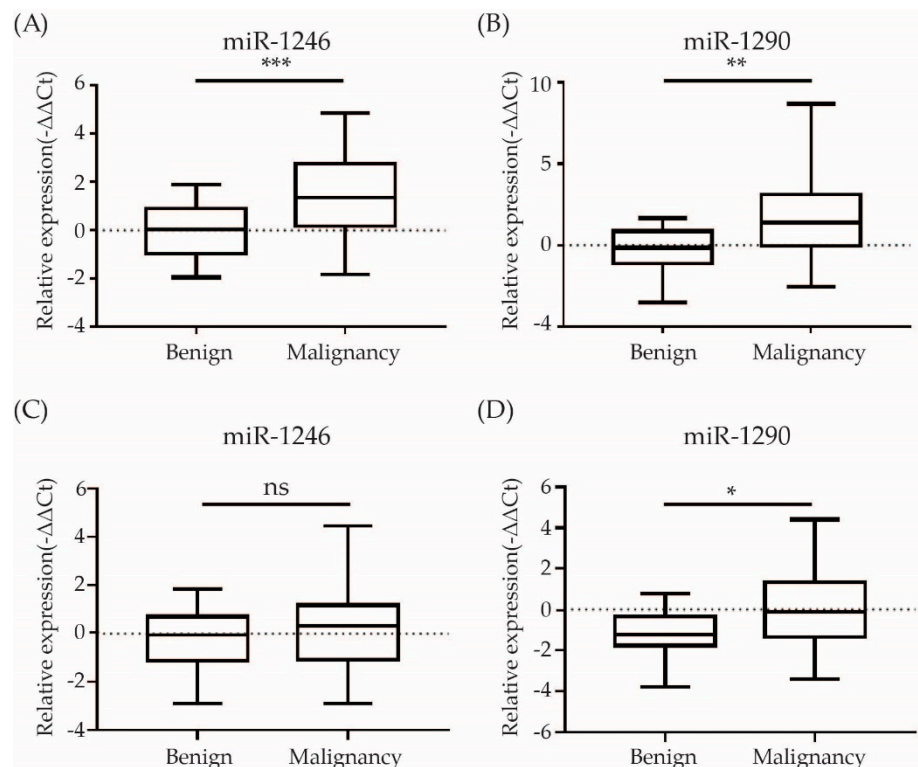 (A)
miR-1246
***
Relative expression(-ΔΔCt)
6
4
2
0
-2
-4
Benign Malignancy
(B)
miR-1290
**
Relative expression(-ΔΔCt)
10
5
0
-4
Benign Malignancy
(C)
miR-1246
ns
Relative expression(-ΔΔCt)
6
4
2
0
-2
-4
Benign Malignancy
(D)
miR-1290
*
Relative expression(-ΔΔCt)
6
4
2
0
-2
-4
-6
Benign Malignancy